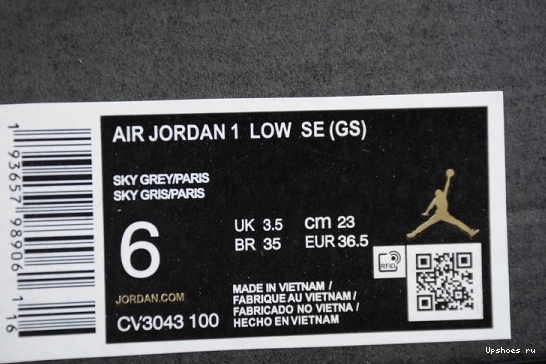 AIR JORDAN 1 LOW SE (GS)
SKY GREY/PARIS
SKY GRIS/PARIS
6
UK 3.5 cm 23
BR 35 EUR 36.5
RFID
JORDAN.COM
CV3043 100
MADE IN VIETNAM /
FABRIQUE AU VIETNAM /
FABRICADO NO VIETNA /
HECHO EN VIETNAM
1 93657 98906 1 16
Upshoes ru